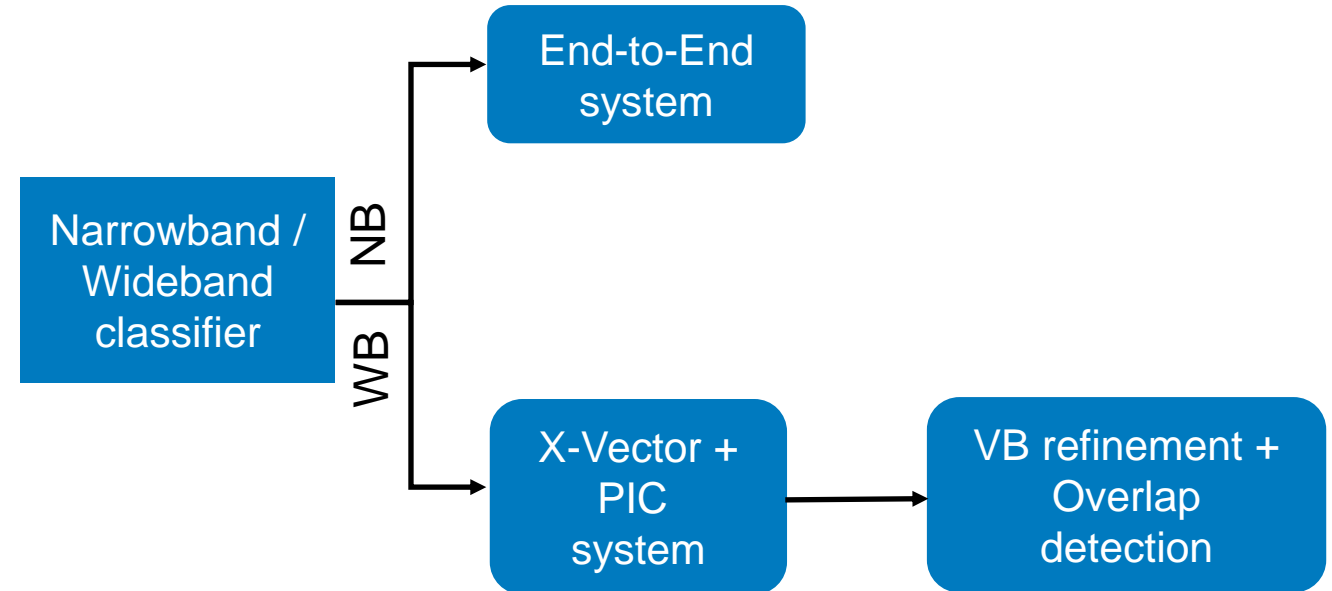 End-to-End
system
Narrowband /
Wideband
classifier
NB
WB
X-Vector +
PIC
system
VB refinement +
Overlap
detection